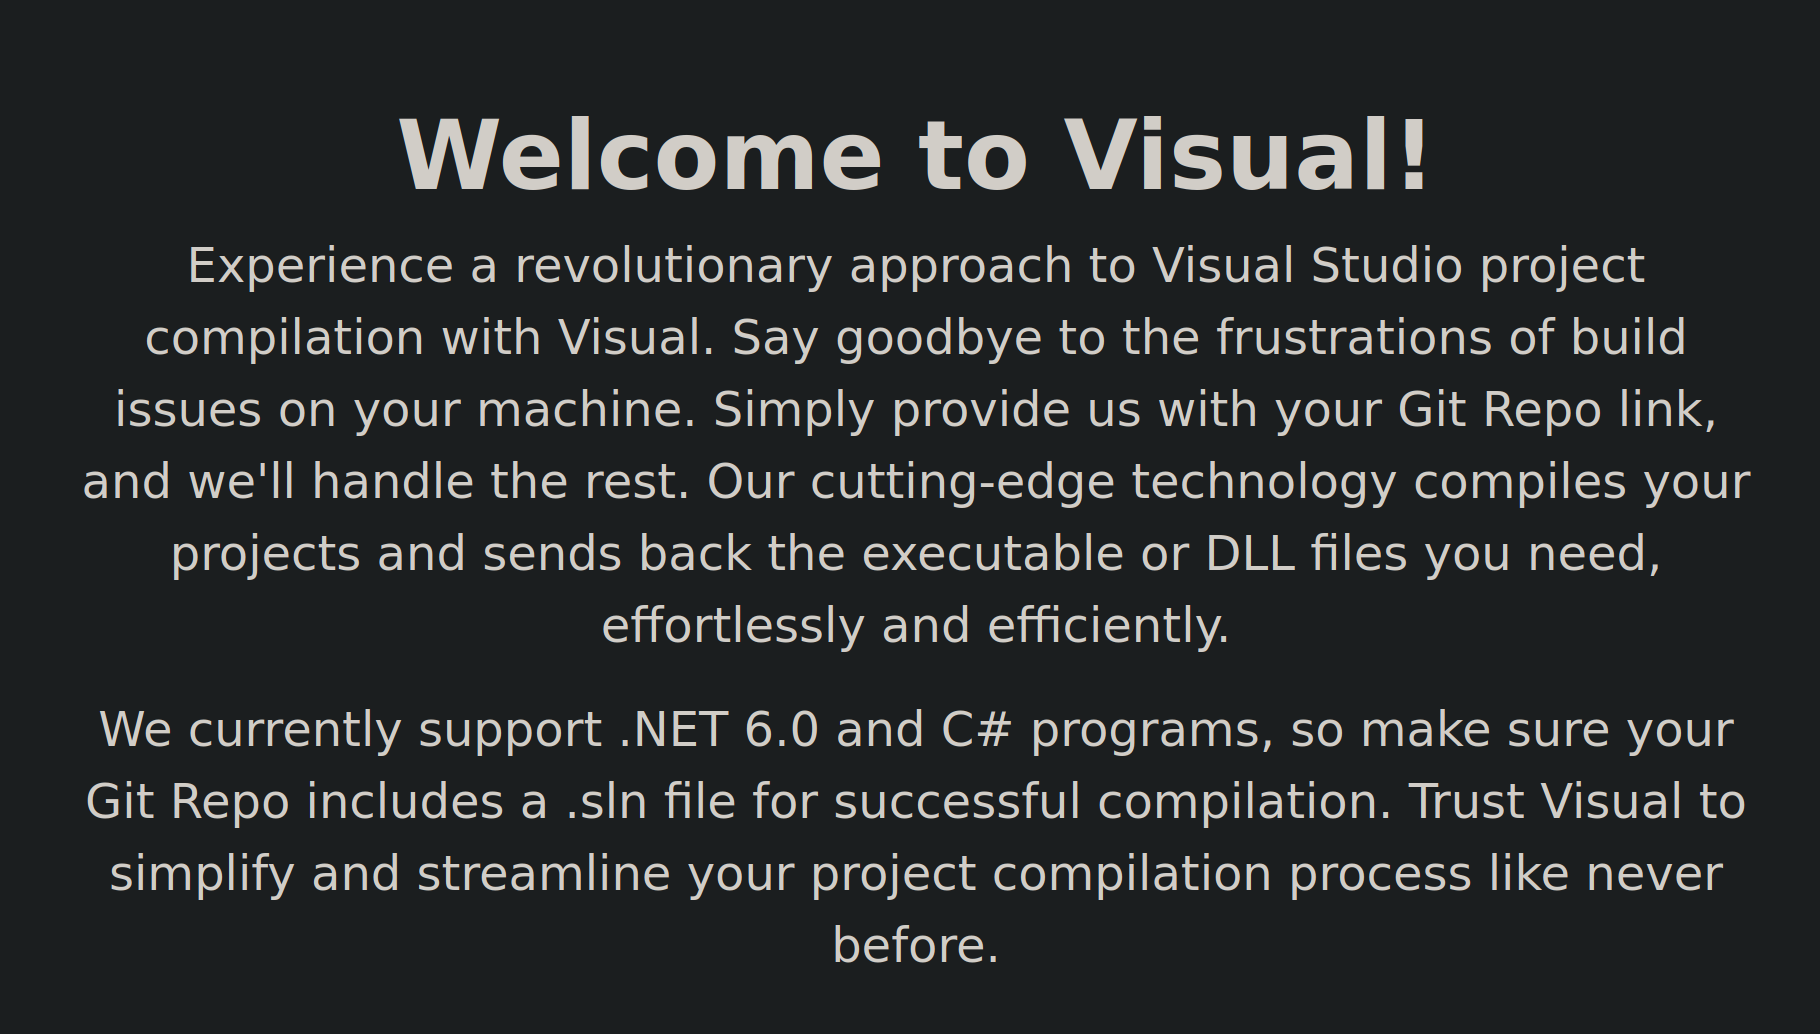 Welcome to Visual!
Experience a revolutionary approach to Visual Studio project
compilation with Visual. Say goodbye to the frustrations of build
issues on your machine. Simply provide us with your Git Repo link,
and we'll handle the rest. Our cutting-edge technology compiles your
projects and sends back the executable or DLL files you need,
effortlessly and efficiently.
We currently support .NET 6.0 and C# programs, so make sure your
Git Repo includes a .sln file for successful compilation. Trust Visual to
simplify and streamline your project compilation process like never
before.